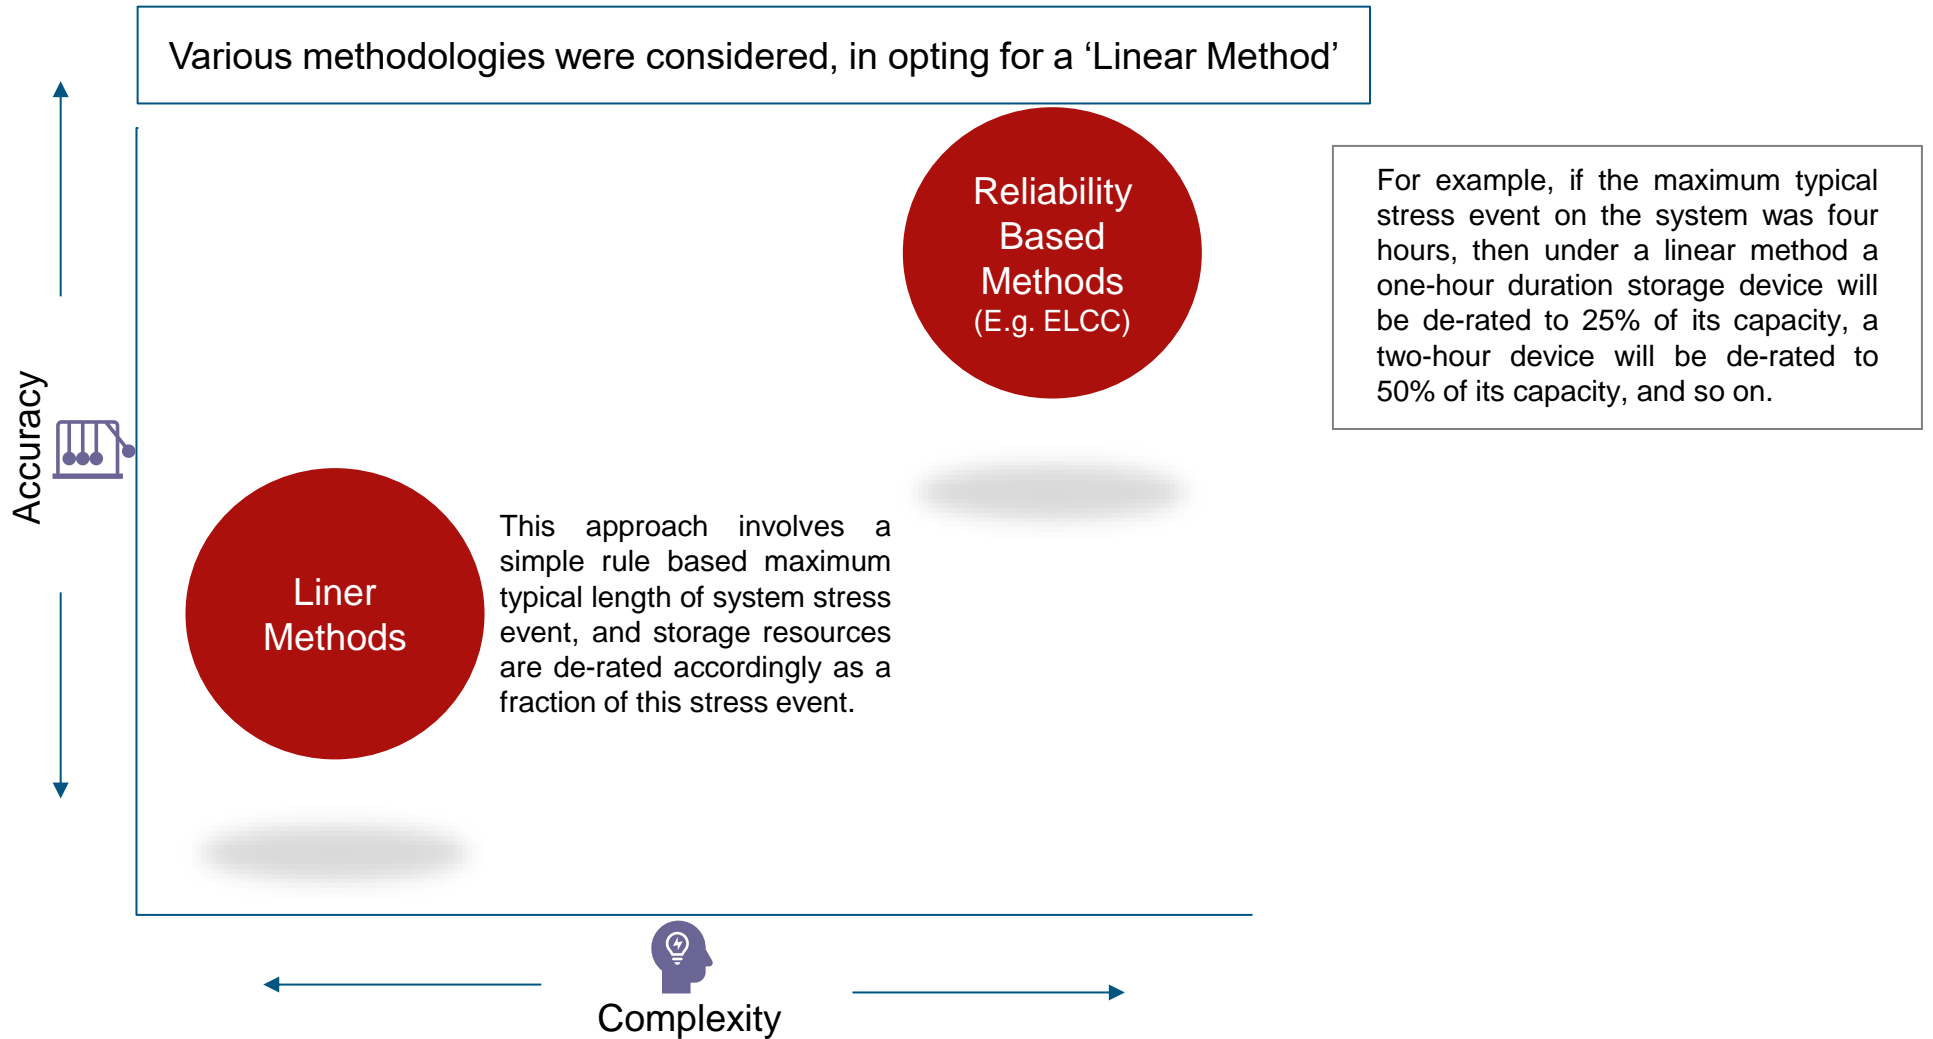 Various methodologies were considered, in opting for a ‘Linear Method’
Reliability
Based
Methods
(E.g. ELCC)
For example, if the maximum typical
stress event on the system was four
hours, then under a linear method a
one-hour duration storage device will
be de-rated to 25% of its capacity, a
two-hour device will be de-rated to
50% of its capacity, and so on.
Accuracy
Liner
Methods
This approach involves a
simple rule based maximum
typical length of system stress
event, and storage resources
are de-rated accordingly as a
fraction of this stress event.
Complexity